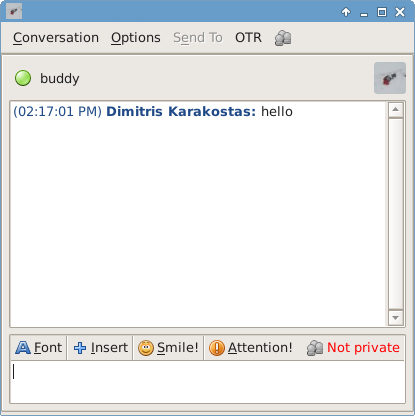 Conversation Options Send To OTR
buddy
(02:17:01 PM) Dimitris Karakostas: hello
Font Insert Smile! Attention! Not private